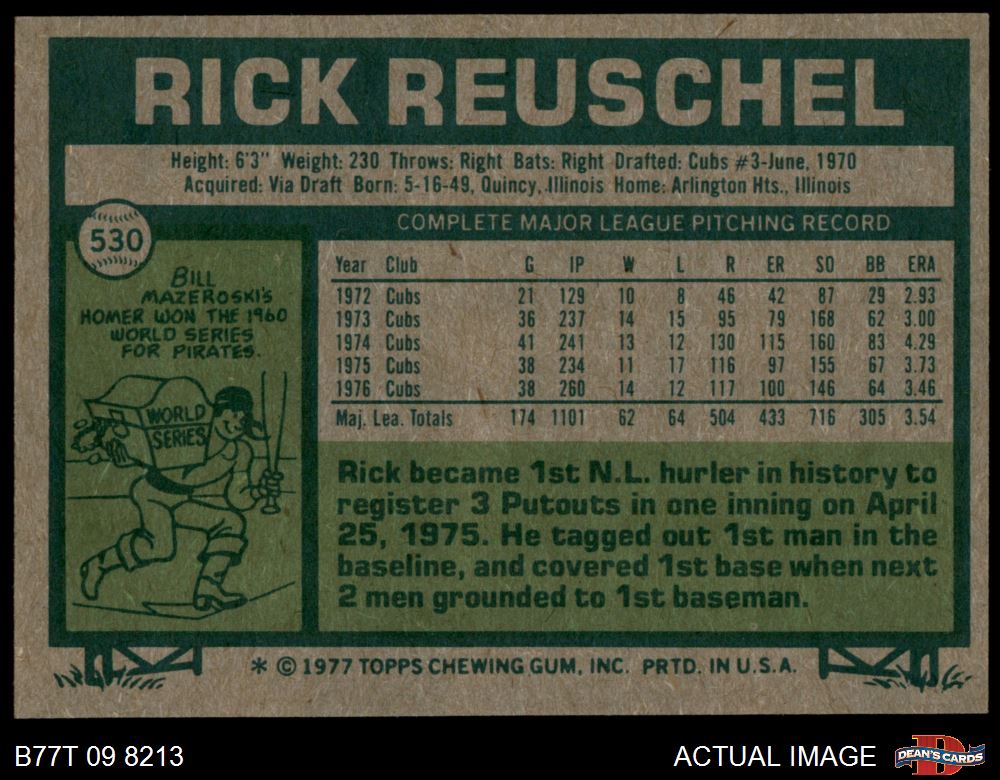 RICK REUSCHEL
Height: 6'3" Weight: 230 Throws: Right Bats: Right Drafted: Cubs #3-June, 1970
Acquired: Via Draft Born: 5-16-49, Quincy, Illinois Home: Arlington Hts., Illinois
530
BILL
MAZEROSKI'S
HOMER WON THE 1960
WORLD SERIES
FOR PIRATES.
WORLD
SERIES
COMPLETE MAJOR LEAGUE PITCHING RECORD
Year Club G IP W L R ER SO BB ERA
1972 Cubs 21 129 10 8 46 42 87 29 2.93
1973 Cubs 36 237 14 15 95 79 168 62 3.00
1974 Cubs 41 241 13 12 130 115 160 83 4.29
1975 Cubs 38 234 11 17 116 97 155 67 3.73
1976 Cubs 38 260 14 12 117 100 146 64 3.46
Maj. Lea. Totals 174 1101 62 64 504 433 716 305 3.54
Rick became 1st N.L. hurler in history to
register 3 Putouts in one inning on April
25, 1975. He tagged out 1st man in the
baseline, and covered 1st base when next
2 men grounded to 1st baseman.
* © 1977 TOPPS CHEWING GUM, INC. PRTD. IN U.S.A.
B77T 09 8213
ACTUAL IMAGE
D
DEAN'S CARDS